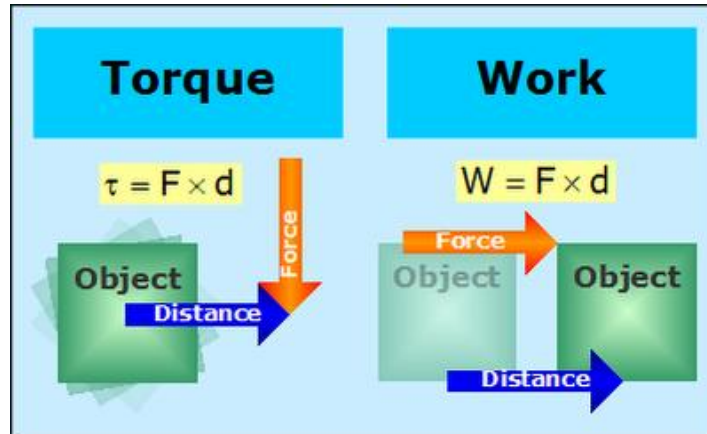 Torque
τ = F × d
Force
Object
Distance
Work
W = F × d
Force
Object
Object
Distance